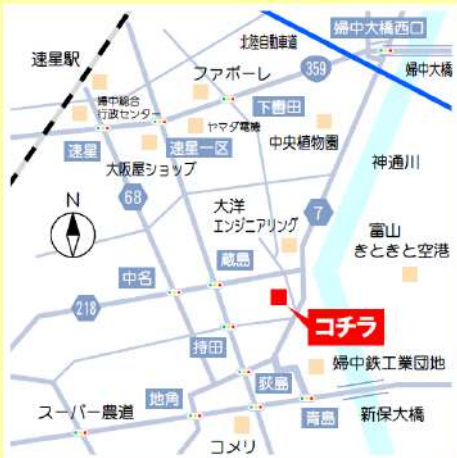 北陸自動車道
婦中大橋西口
速星駅
ファボーレ
359
婦中大橋
婦中総合
行政センター
下轡田
ヤマダ電機
中央植物園
速星
速星一区
大阪屋ショップ
神通川
68
N
大洋
エンジニアリング
7
富山
きときと空港
蔵島
中名
218
コチラ
持田
婦中鉄工業団地
萩島
地角
スーパー農道
青島
新保大橋
コメリ